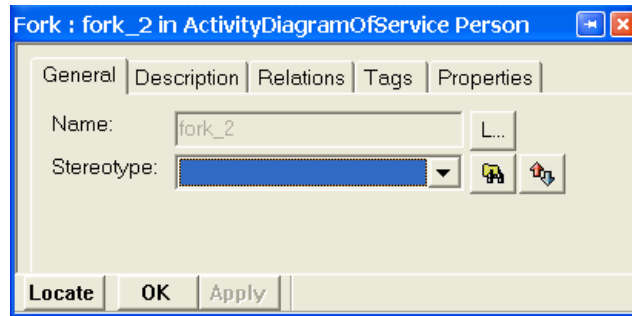 Fork : fork_2 in ActivityDiagramOfService Person
General Description Relations Tags Properties
Name: fork_2 L...
Stereotype:
Locate OK Apply